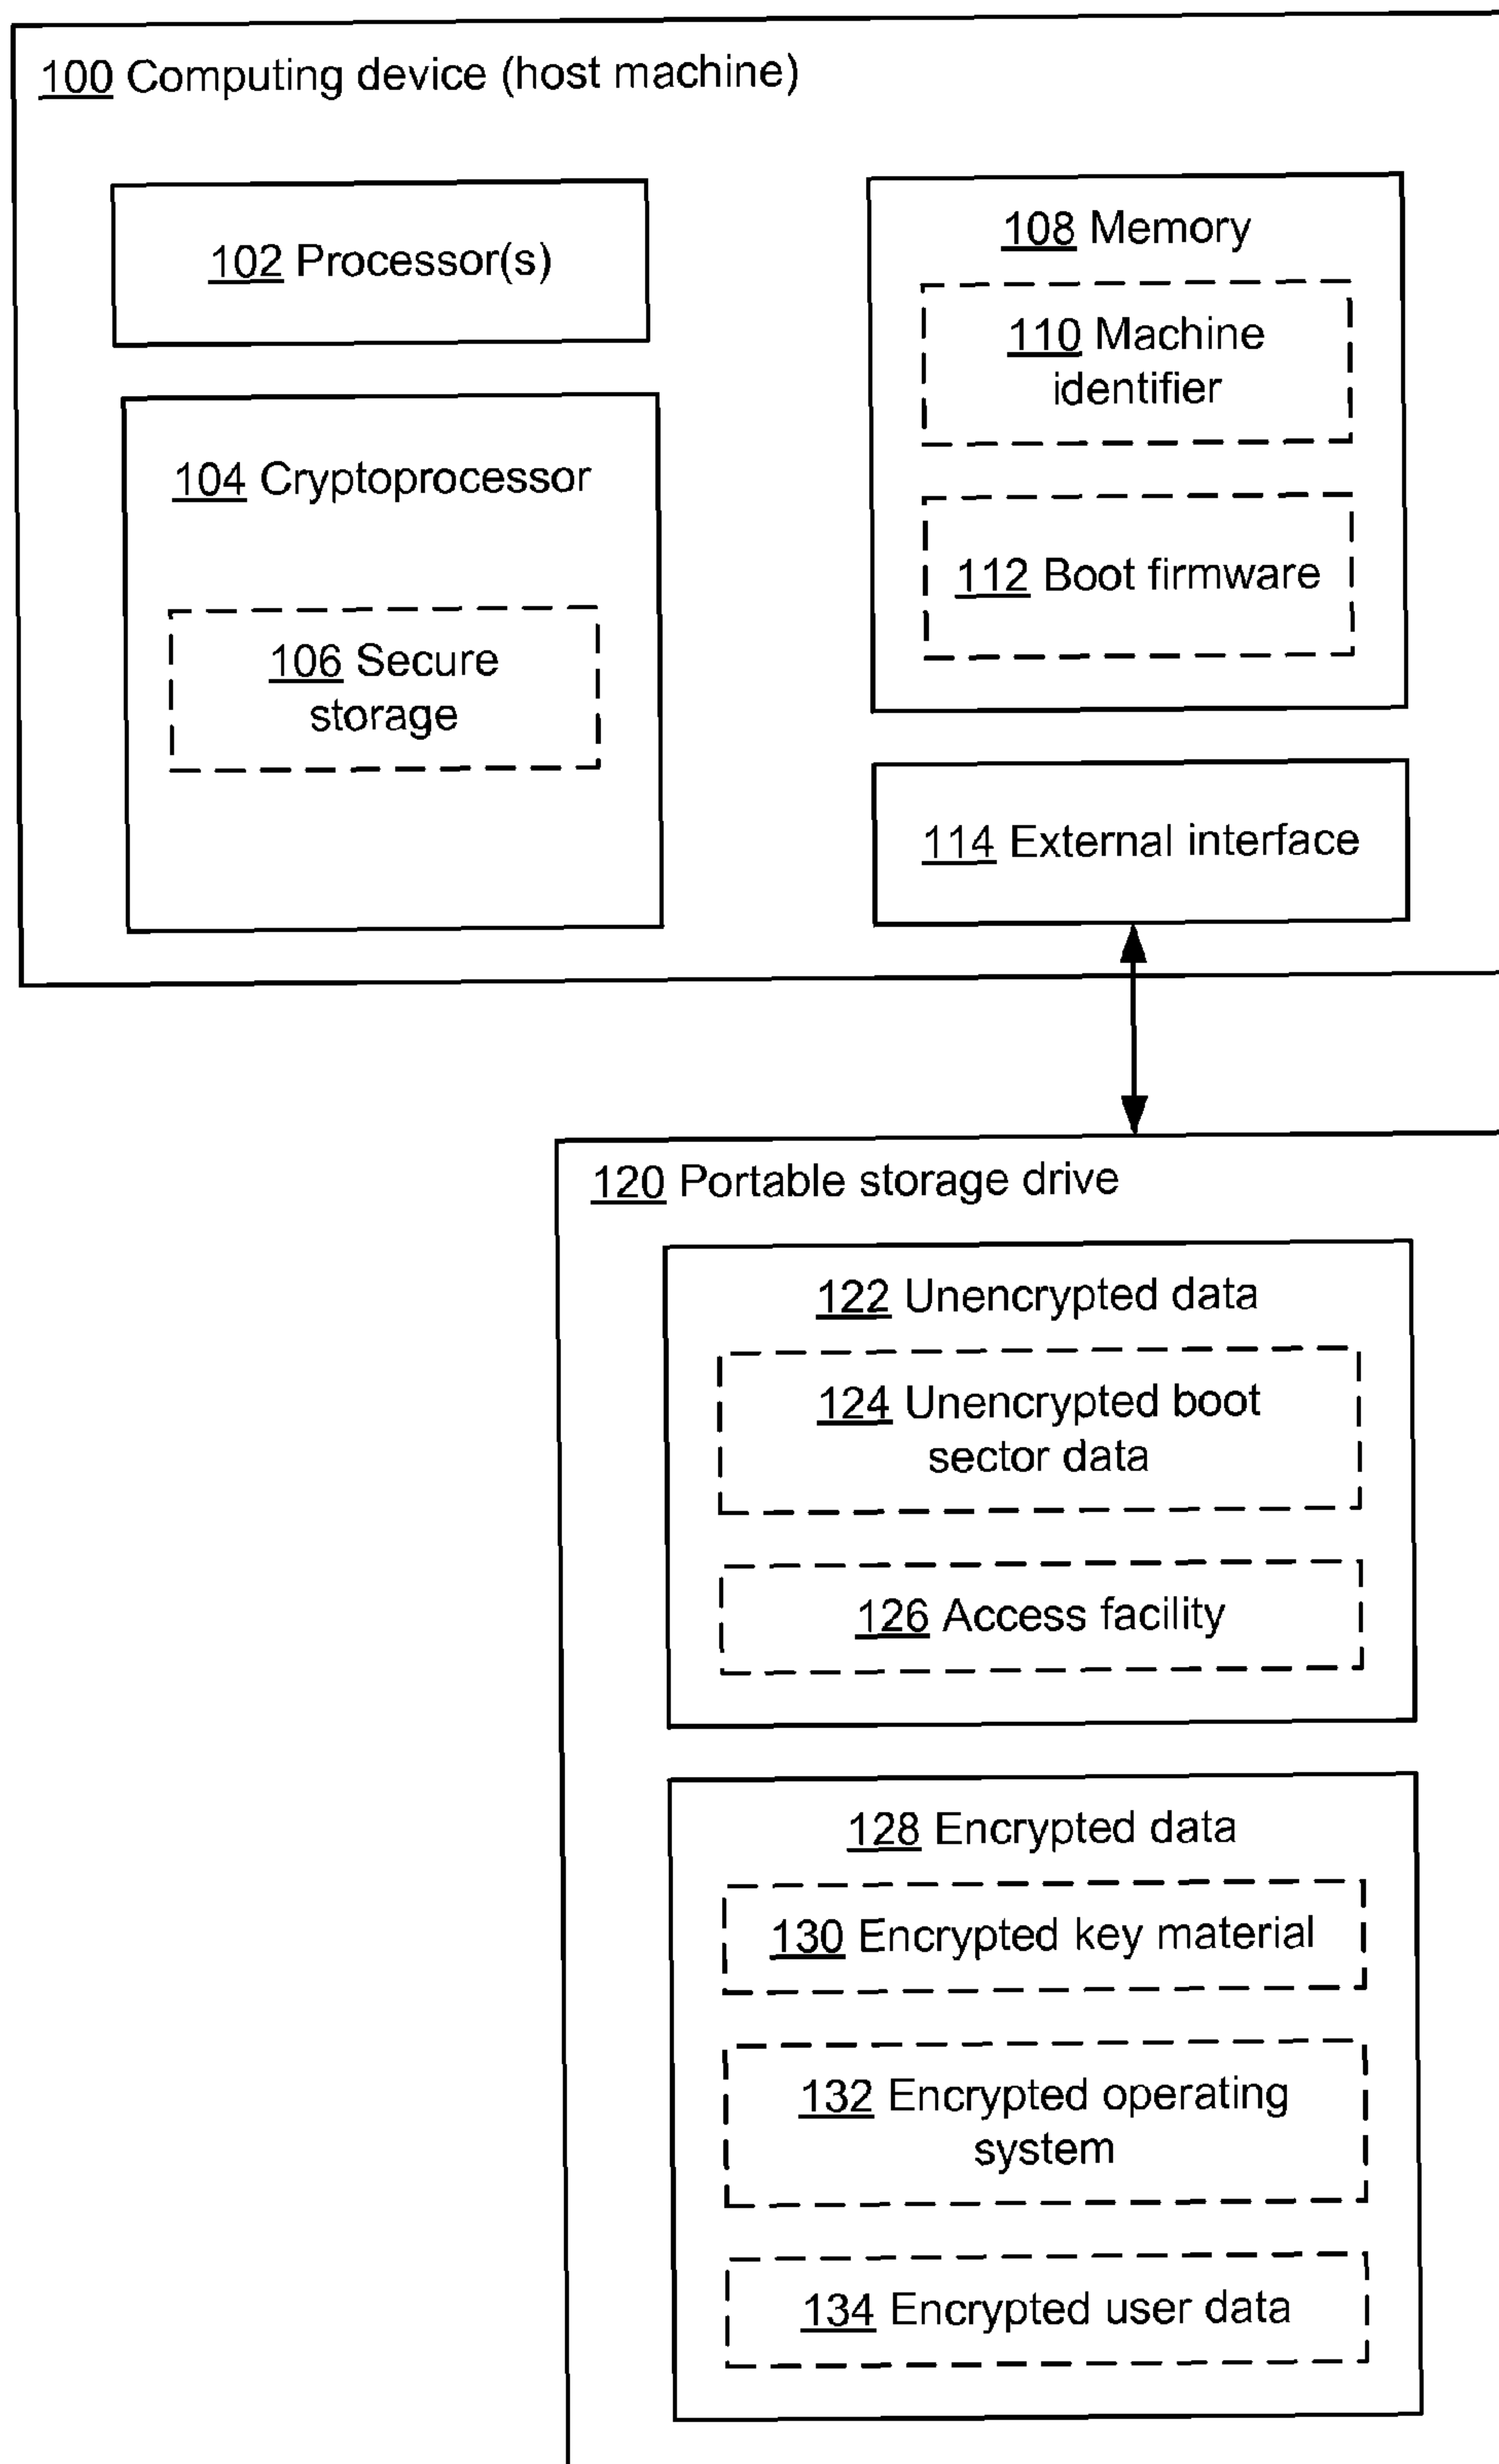 100 Computing device (host machine)
102 Processor(s)
104 Cryptoprocessor
106 Secure
storage
108 Memory
110 Machine
identifier
112 Boot firmware
114 External interface
120 Portable storage drive
122 Unencrypted data
124 Unencrypted boot
sector data
126 Access facility
128 Encrypted data
130 Encrypted key material
132 Encrypted operating
system
134 Encrypted user data